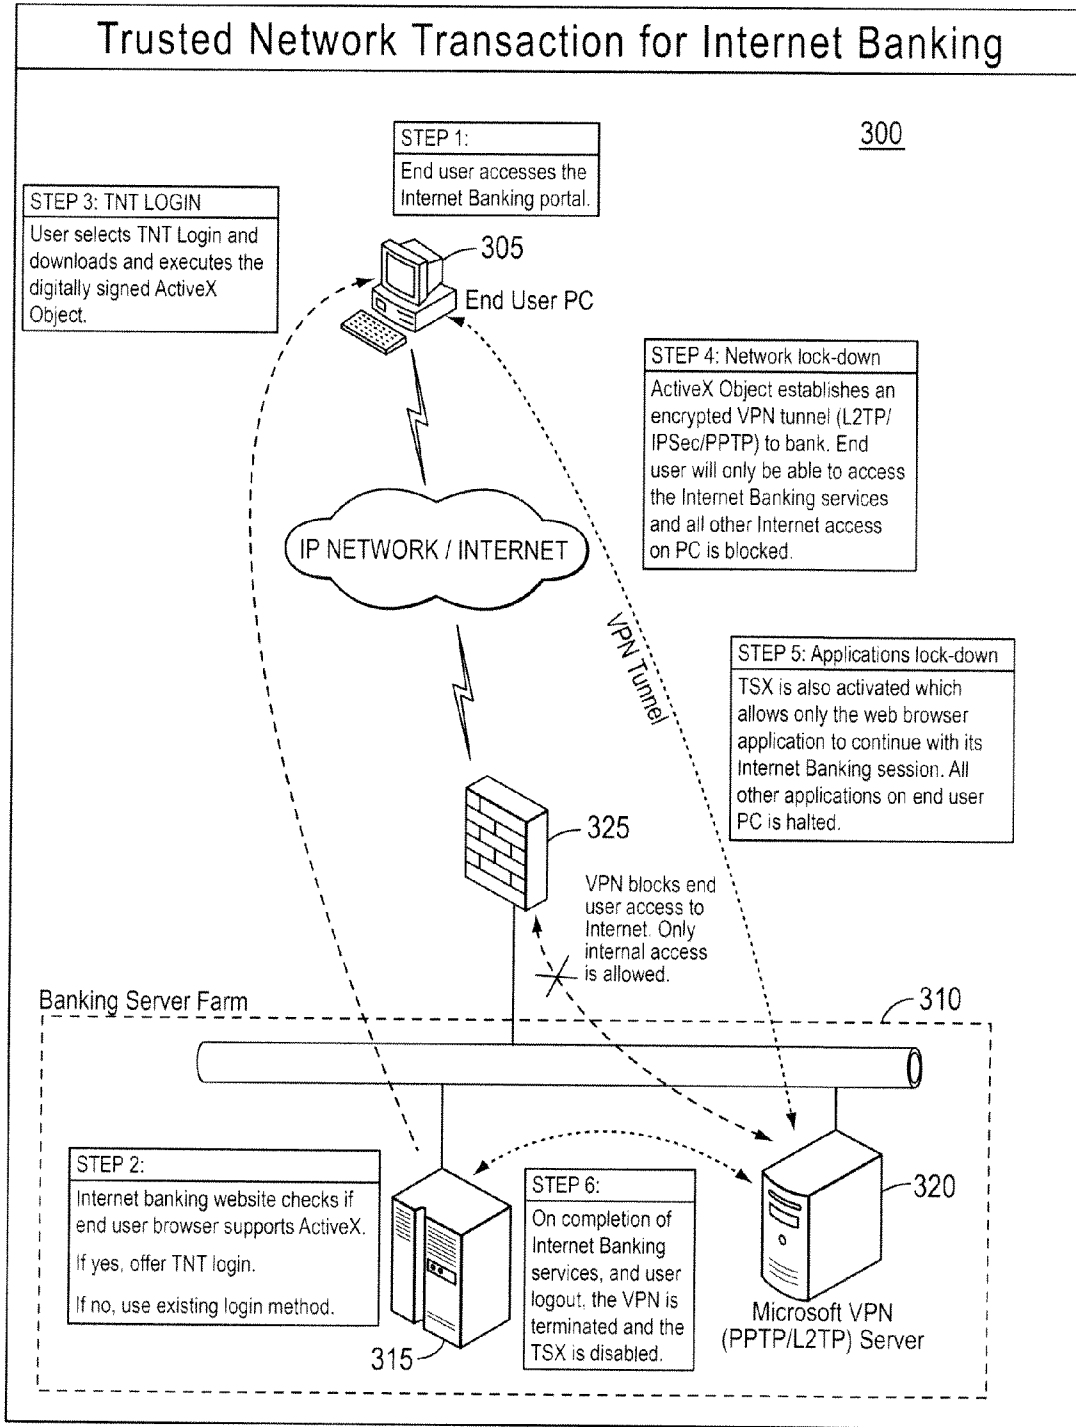 Trusted Network Transaction for Internet Banking
300
STEP 1:
End user accesses the
Internet Banking portal.
STEP 3: TNT LOGIN
User selects TNT Login and
downloads and executes the
digitally signed ActiveX
Object.
305
End User PC
STEP 4: Network lock-down
ActiveX Object establishes an
encrypted VPN tunnel (L2TP/
IPSec/PPTP) to bank. End
user will only be able to access
the Internet Banking services
and all other Internet access
on PC is blocked.
IP NETWORK / INTERNET
VPN Tunnel
STEP 5: Applications lock-down
TSX is also activated which
allows only the web browser
application to continue with its
Internet Banking session. All
other applications on end user
PC is halted.
325
VPN blocks end
user access to
Internet. Only
internal access
is allowed.
Banking Server Farm
310
STEP 2:
Internet banking website checks if
end user browser supports ActiveX.
If yes, offer TNT login.
If no, use existing login method.
315
STEP 6:
On completion of
Internet Banking
services, and user
logout, the VPN is
terminated and the
TSX is disabled.
320
Microsoft VPN
(PPTP/L2TP) Server